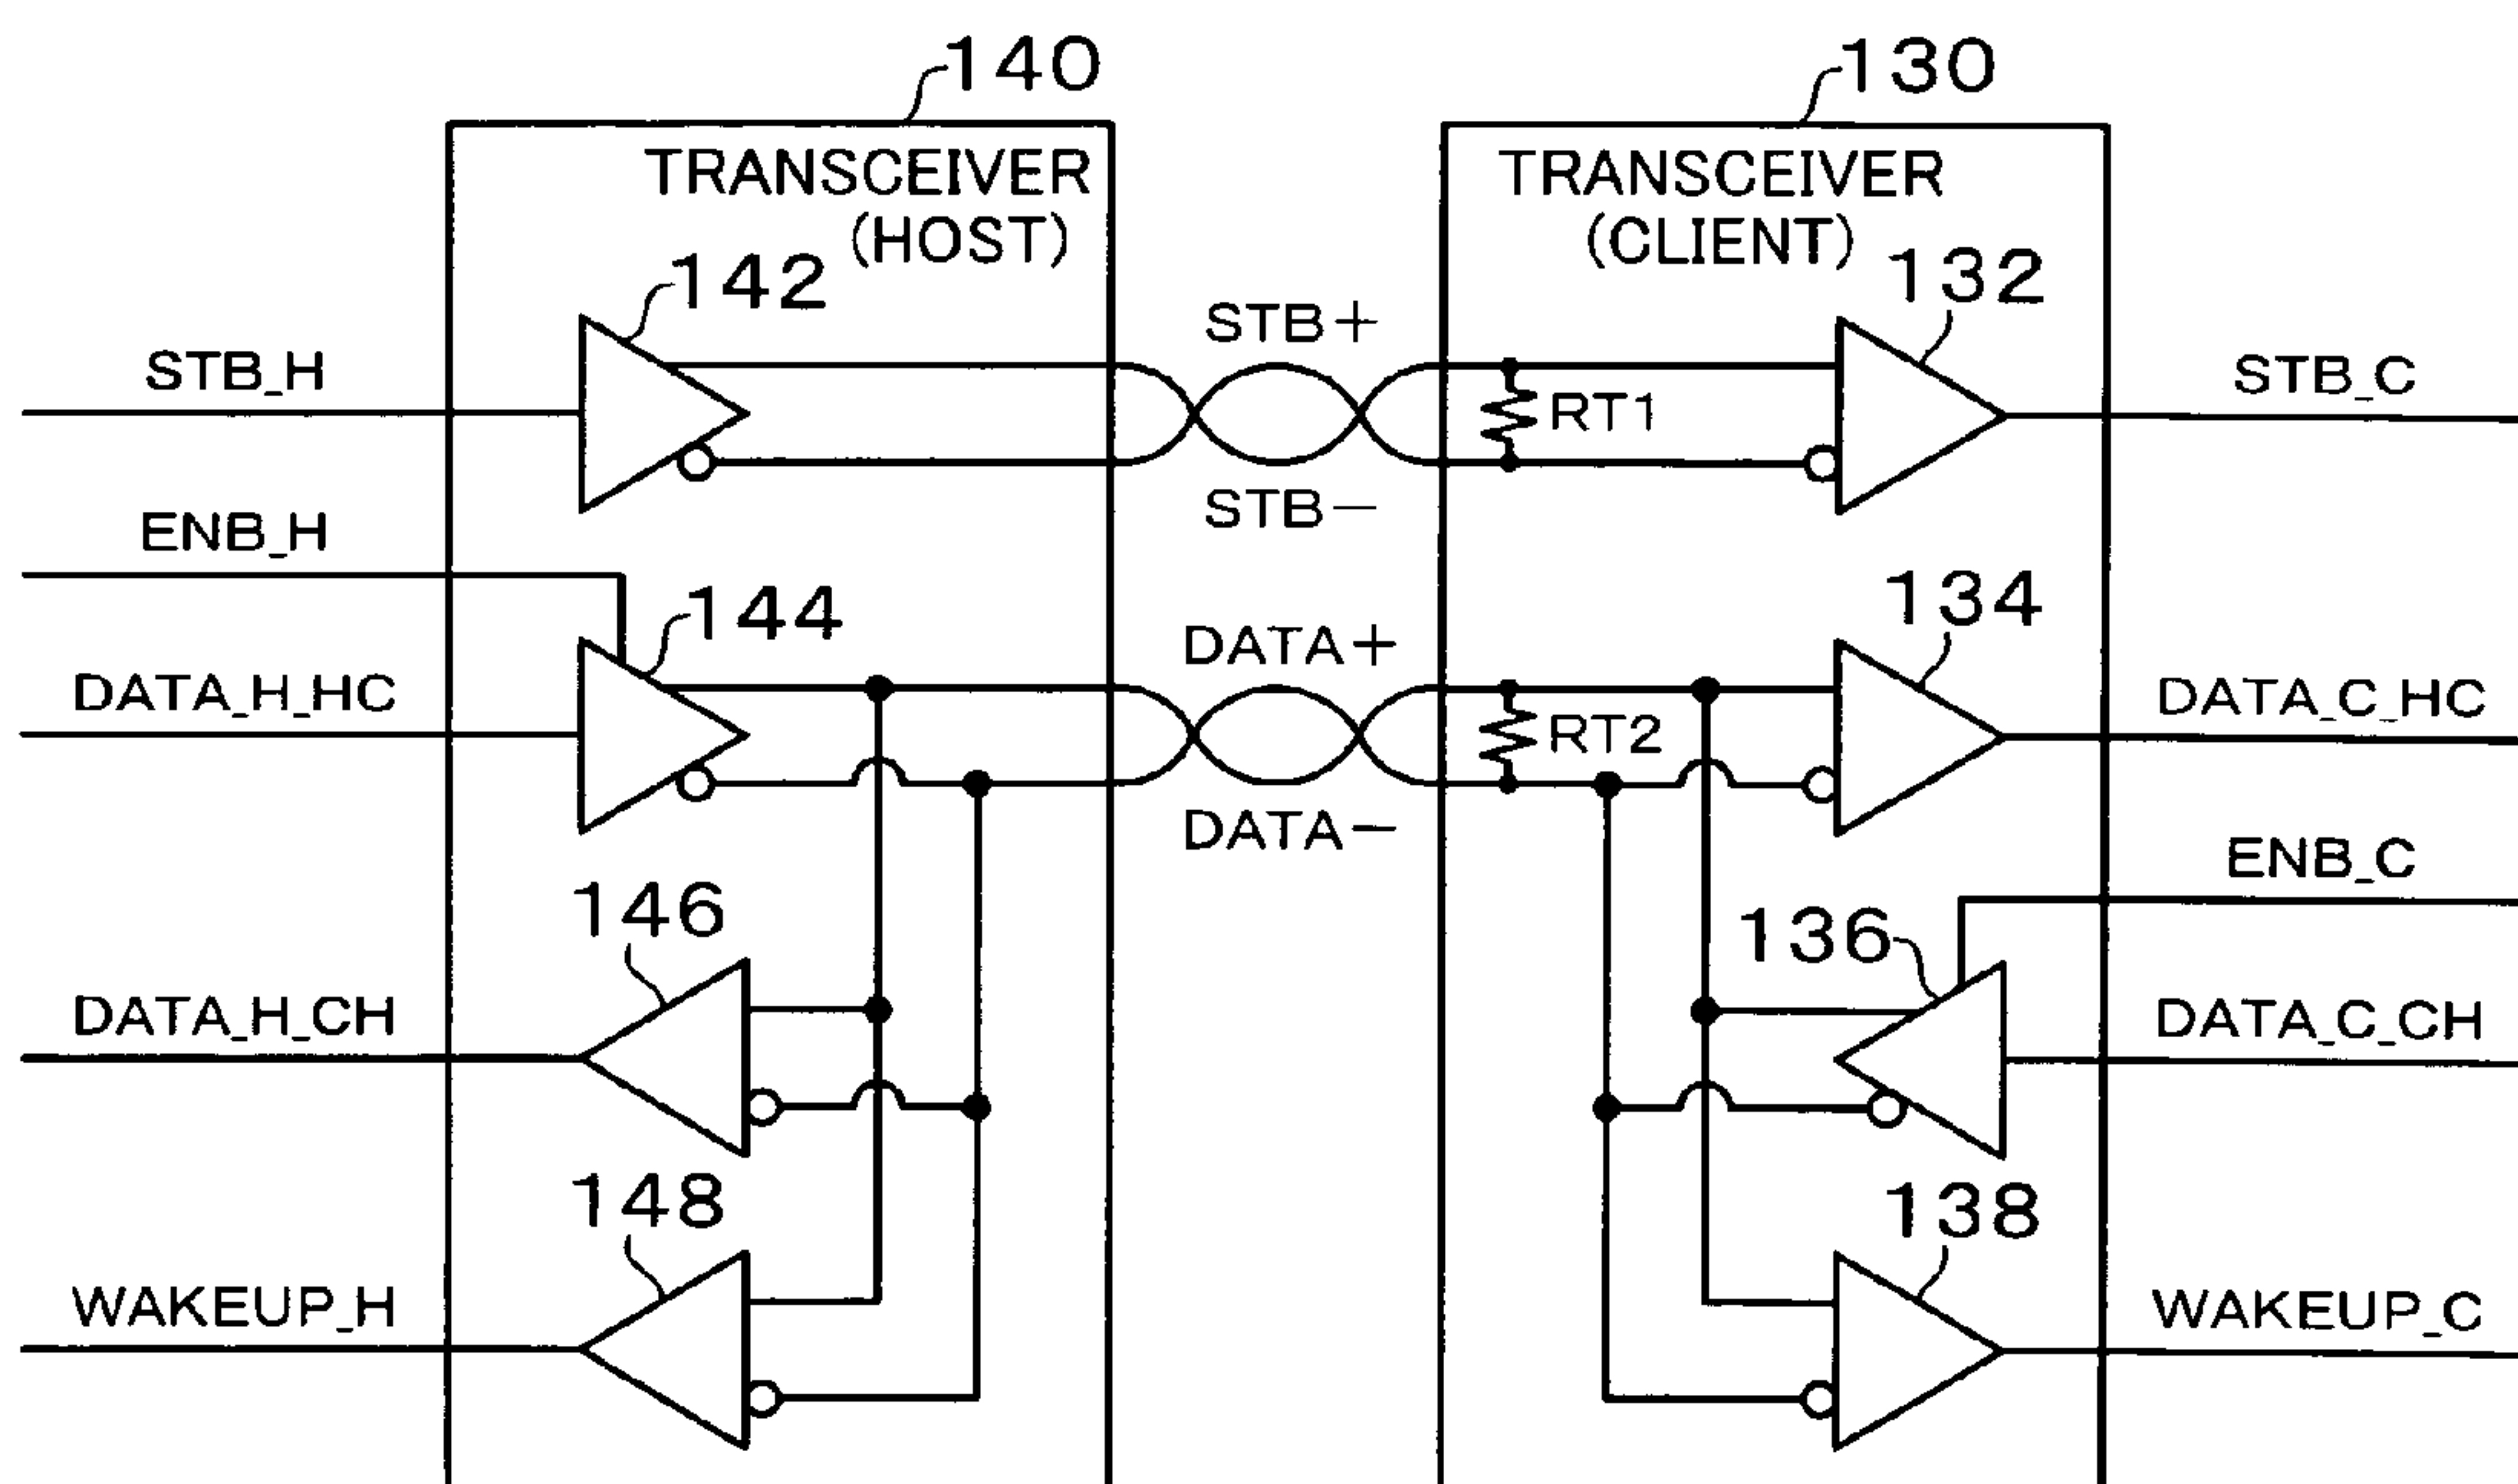 140
130
TRANSCEIVER
(HOST)
TRANSCEIVER
(CLIENT)
142
132
STB+
STB_H
STB_C
RT1
STB−
ENB_H
144
134
DATA+
DATA_H_HC
DATA_C_HC
RT2
DATA−
ENB_C
146
136
DATA_H_CH
DATA_C_CH
148
138
WAKEUP_H
WAKEUP_C